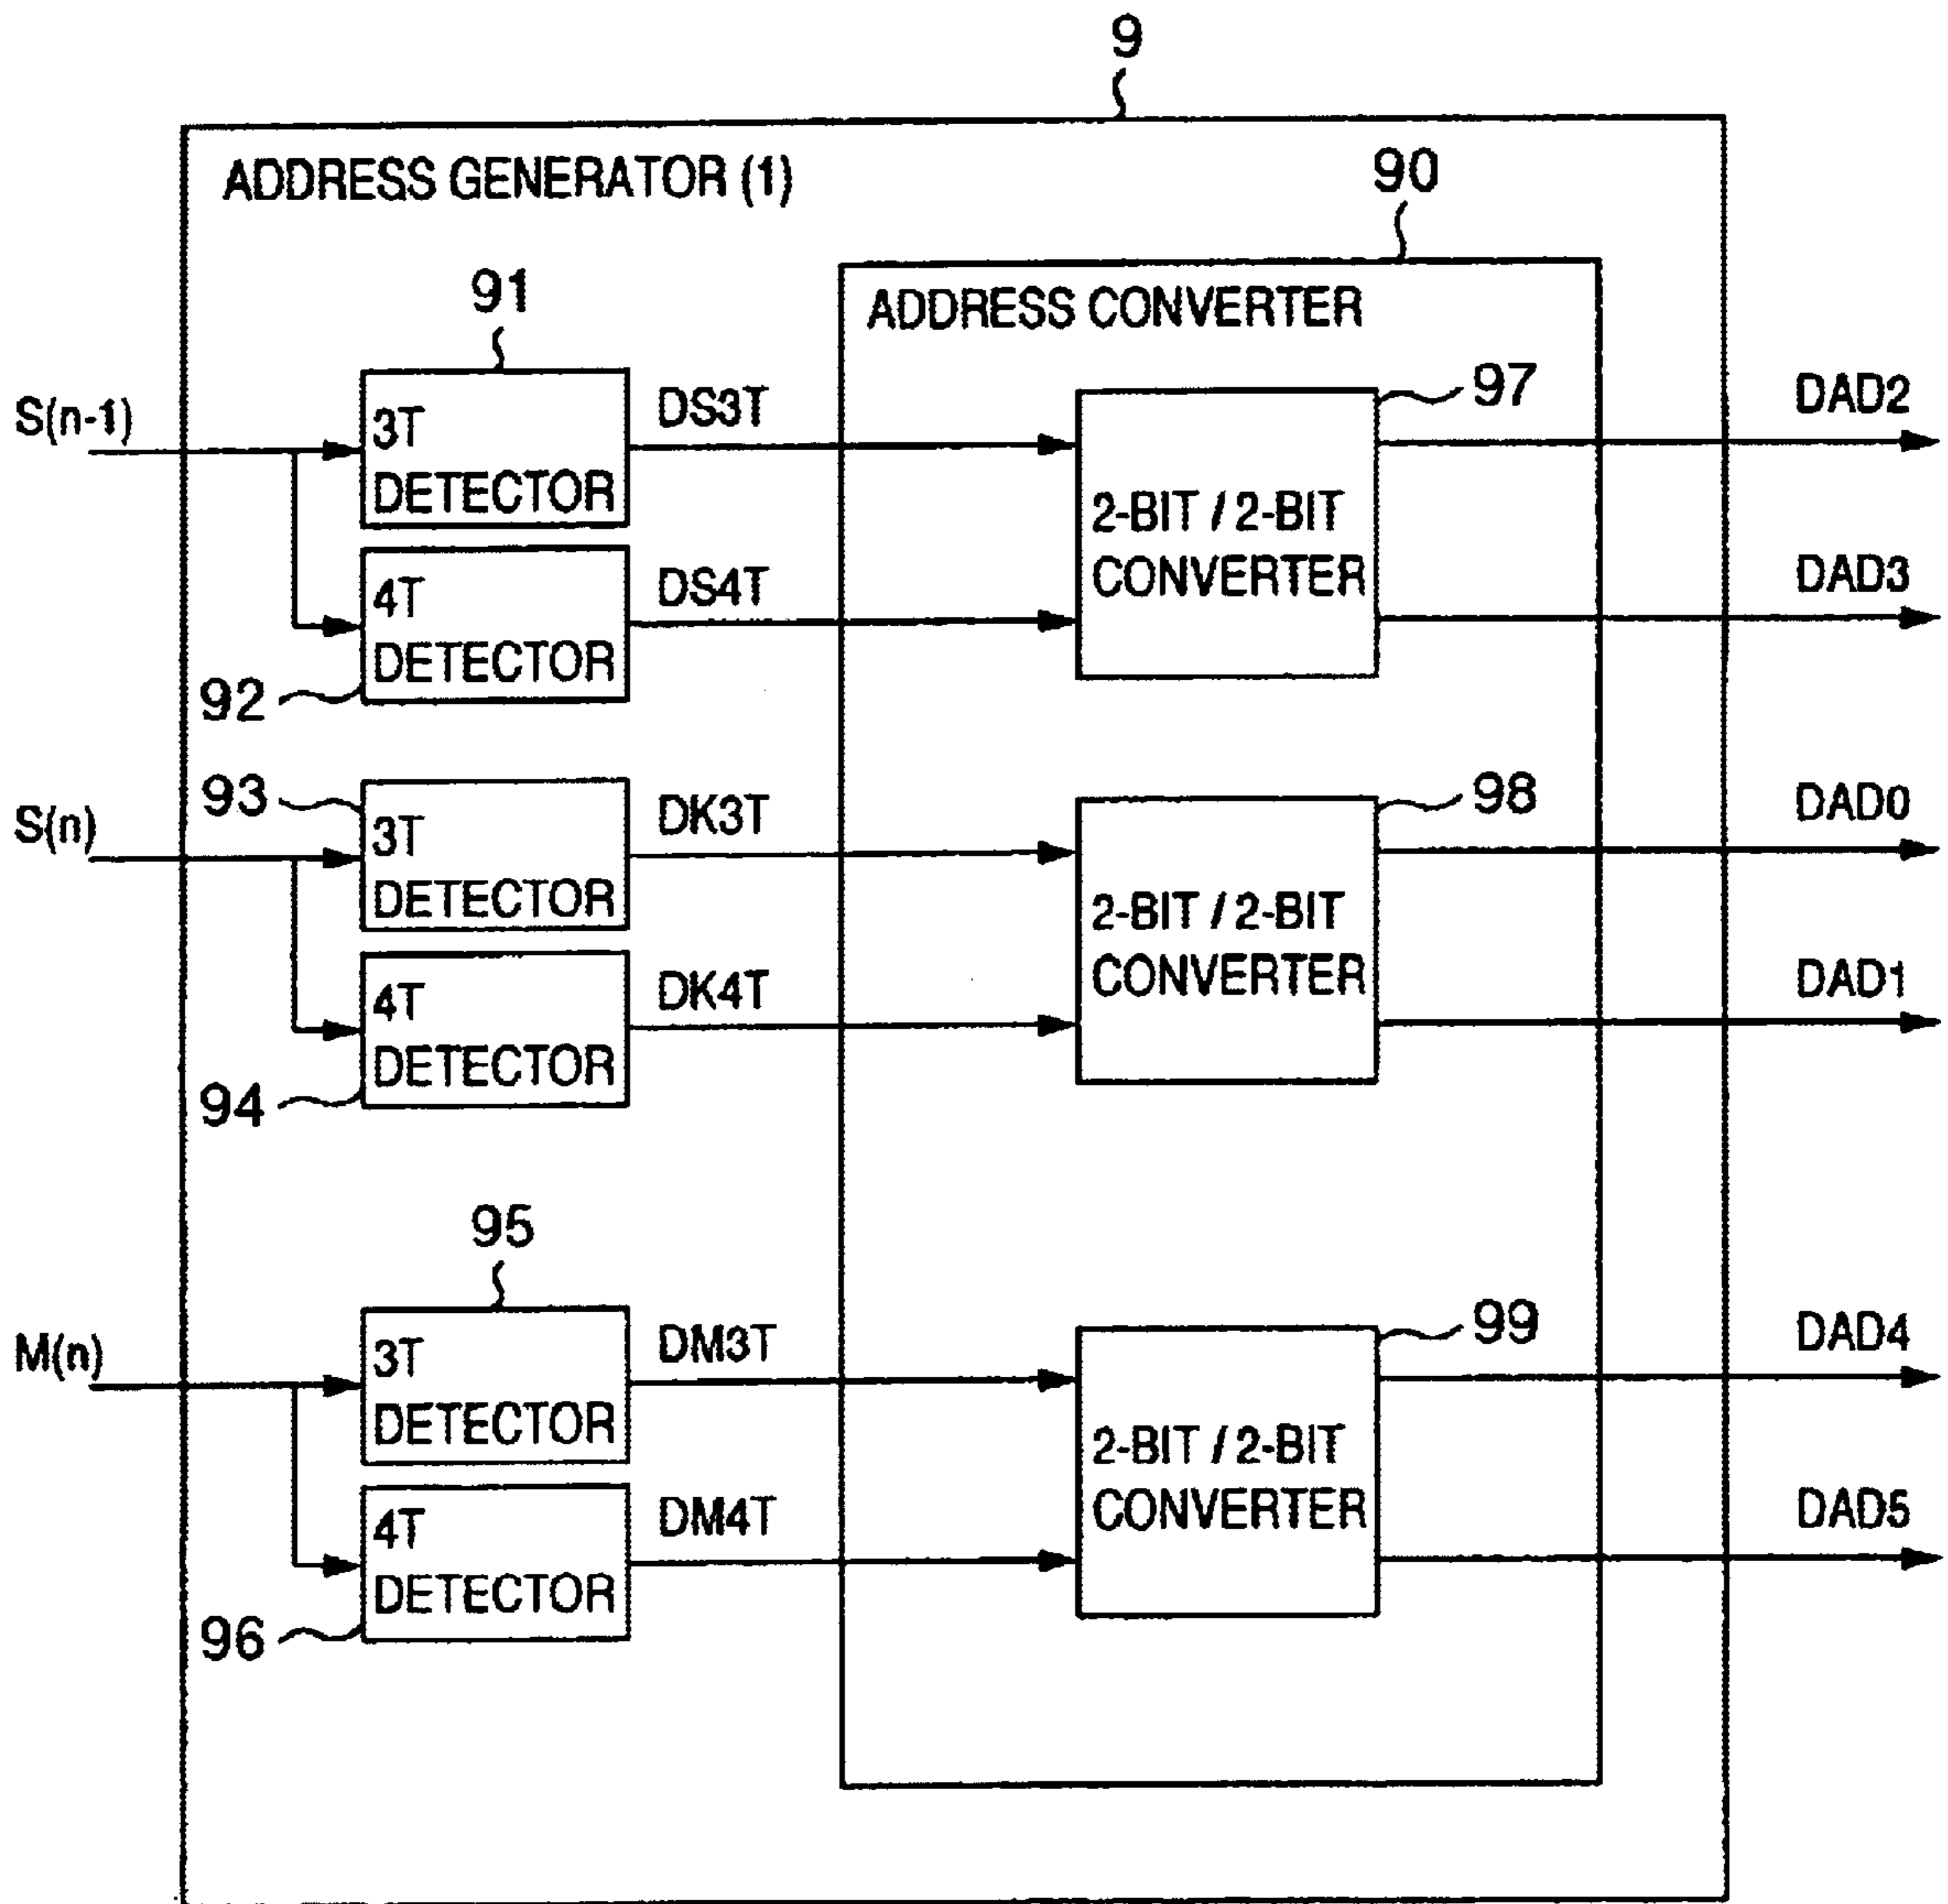 9
ADDRESS GENERATOR (1)
90
ADDRESS CONVERTER
91
S(n-1)
3T
DETECTOR
DS3T
2-BIT / 2-BIT
CONVERTER
97
DAD2
4T
DETECTOR
DS4T
DAD3
92
93
S(n)
3T
DETECTOR
DK3T
2-BIT / 2-BIT
CONVERTER
98
DAD0
4T
DETECTOR
DK4T
DAD1
94
95
M(n)
3T
DETECTOR
DM3T
2-BIT / 2-BIT
CONVERTER
99
DAD4
4T
DETECTOR
DM4T
DAD5
96